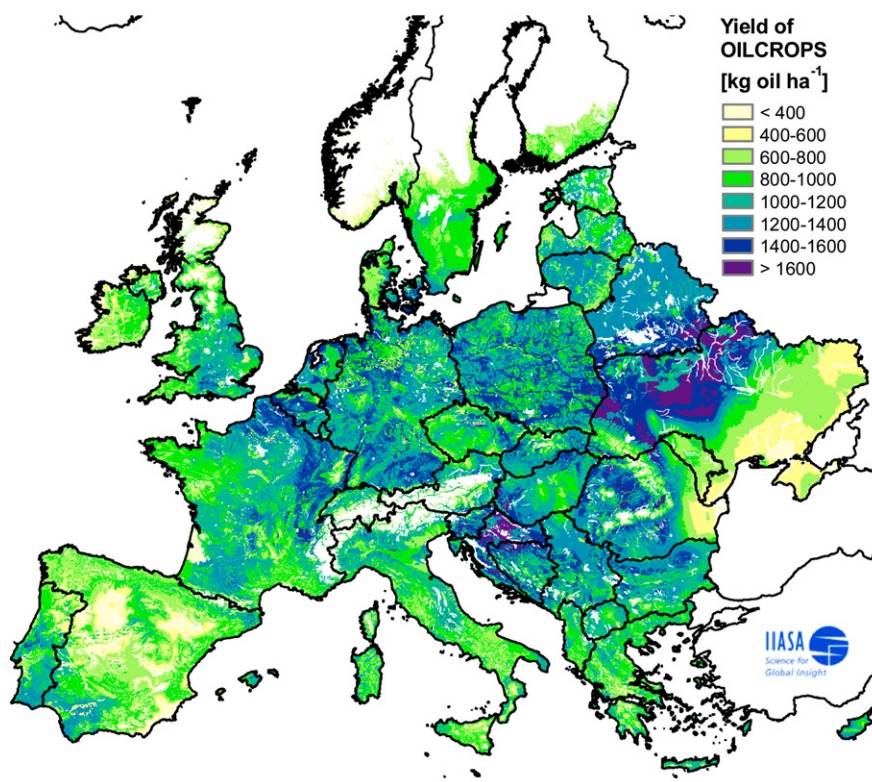 Yield of
OILCROPS
[kg oil ha⁻¹]
< 400
400-600
600-800
800-1000
1000-1200
1200-1400
1400-1600
> 1600
IIASA
Science for
Global Insight